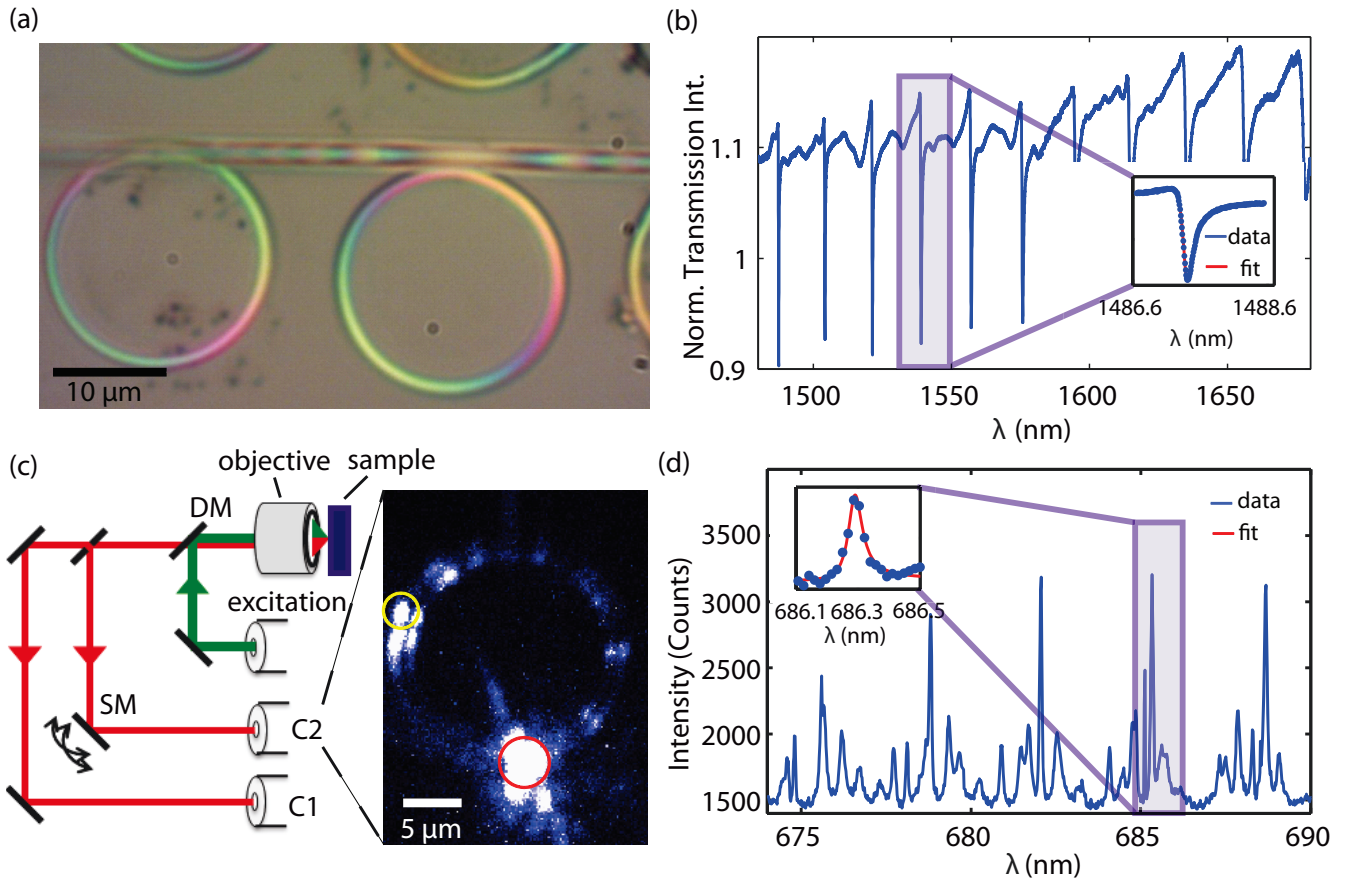 (a)
10 μm
(b)
Norm. Transmission Int.
1.1
1
0.9
1500
1550
1600
1650
λ (nm)
data
fit
1486.6
1488.6
λ (nm)
(c)
objective
sample
DM
excitation
SM
C2
C1
5 μm
(d)
Intensity (Counts)
3500
3000
2500
2000
1500
675
680
685
690
λ (nm)
data
fit
686.1
686.3
686.5
λ (nm)